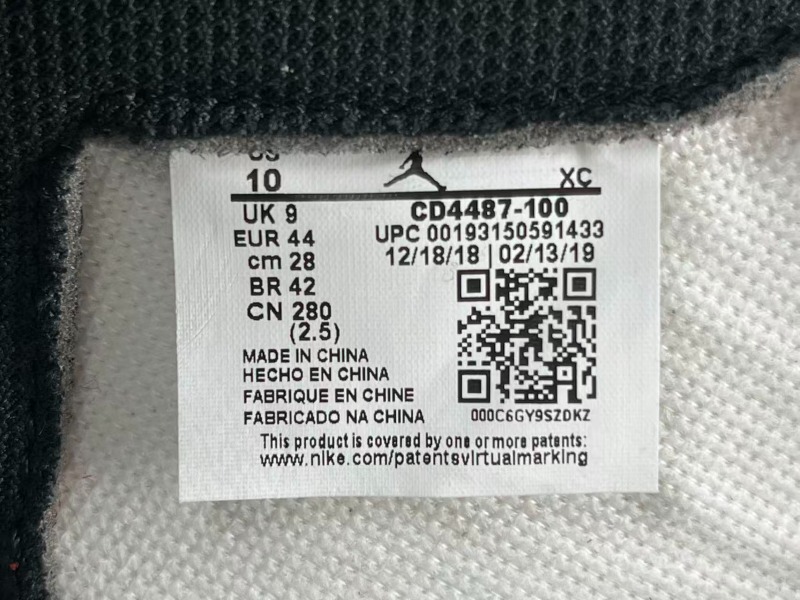 US
10 XC
UK 9
EUR 44
cm 28
BR 42
CN 280
(2.5)
CD4487-100
UPC 00193150591433
12/18/18 | 02/13/19
MADE IN CHINA
HECHO EN CHINA
FABRIQUE EN CHINE
FABRICADO NA CHINA
000C6GY9SZDKZ
This product is covered by one or more patents:
www.nike.com/patentsvirtualmarking